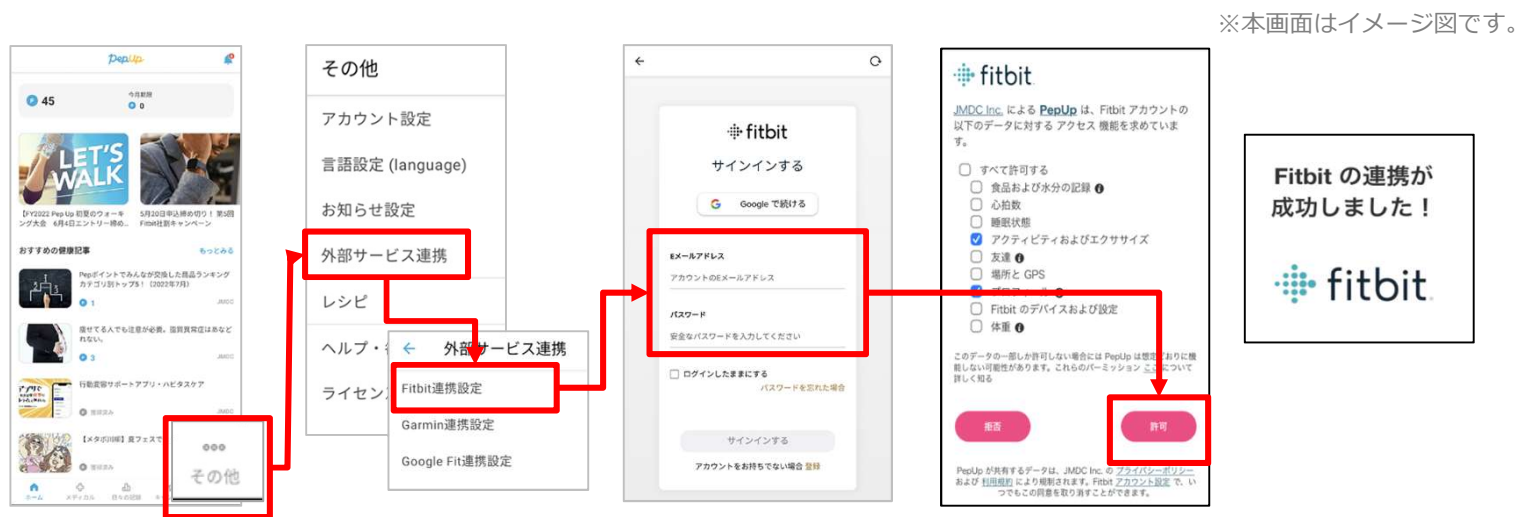 ※本画面はイメージ図です。
PepUp
P 45
今月期限
0
LET'S
WALK
【FY2022 Pep Up 初夏のウォーキ
ング大会 6月4日エントリー締め..
5月20日申込締め切り！ 第5回
Fitbit社割キャンペーン
おすすめの健康記事
もっとみる
Pepポイントでみんなが交換した商品ランキング
カテゴリ別トップ5！（2022年7月）
1
JMDC
痩せてる人でも注意が必要。脂質異常症はあなど
れない。
3
JMDC
行動変容サポートアプリ・ハビタスケア
JMDC
【メタボ川柳】夏フェスで
その他
ホーム
メディカル
日々の記録
その他
アカウント設定
言語設定 (language)
お知らせ設定
外部サービス連携
レシピ
ヘルプ・
ライセン
← 外部サービス連携
Fitbit連携設定
Garmin連携設定
Google Fit連携設定
fitbit
サインインする
G Google で続ける
Eメールアドレス
アカウントのEメールアドレス
パスワード
安全なパスワードを入力してください
ログインしたままにする
パスワードを忘れた場合
サインインする
アカウントをお持ちでない場合 登録
fitbit
JMDC Inc. による PepUp は、Fitbit アカウントの
以下のデータに対する アクセス 機能を求めていま
す。
すべて許可する
食品および水分の記録
心拍数
睡眠状態
アクティビティおよびエクササイズ
友達
場所と GPS
プロフィール
Fitbit のデバイスおよび設定
体重
このデータの一部しか許可しない場合には PepUp は想定どおりに機
能しない可能性があります。これらのパーミッション ここ について
詳しく知る
拒否
許可
PepUp が共有するデータは、JMDC Inc. の プライバシーポリシー
および 利用規約 により規制されます。Fitbit アカウント設定 で、い
つでもこの同意を取り消すことができます。
Fitbit の連携が
成功しました！
fitbit